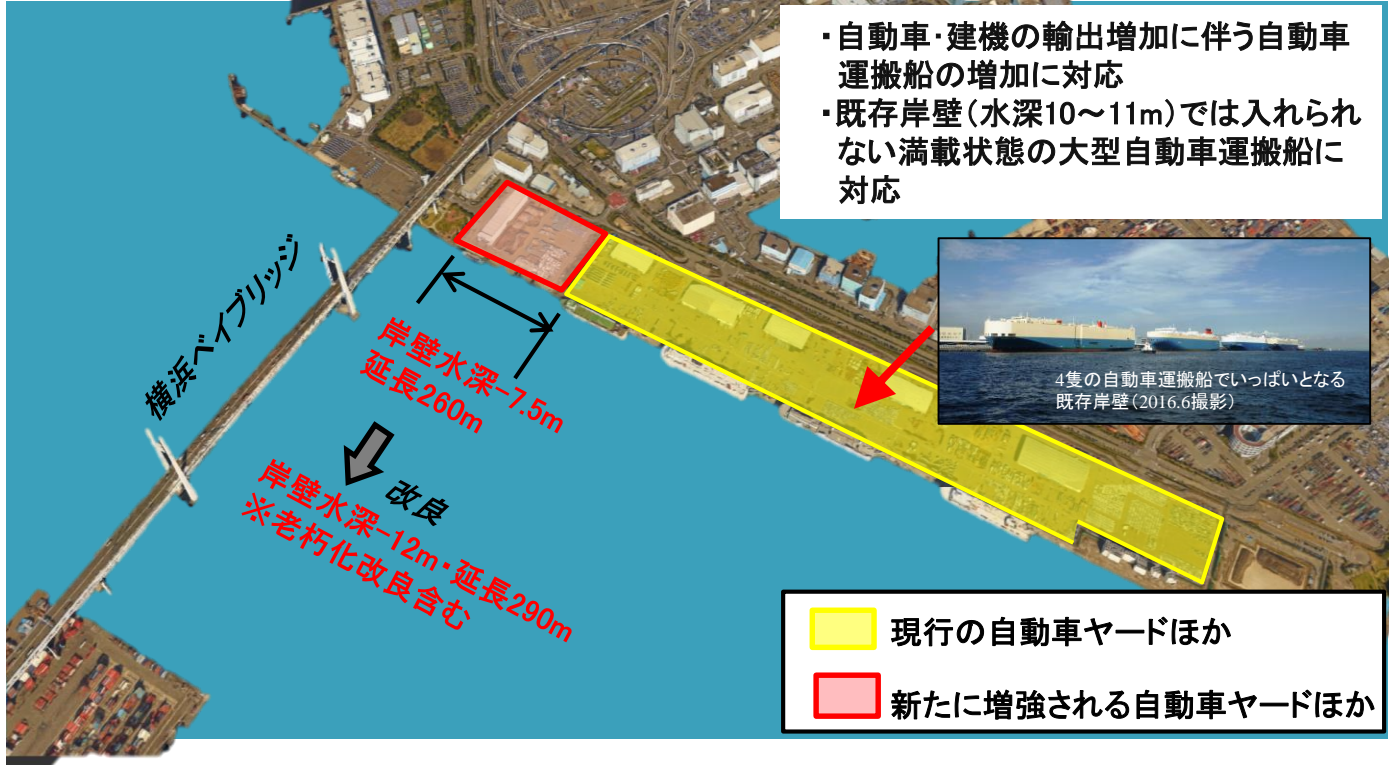 ・自動車・建機の輸出増加に伴う自動車
運搬船の増加に対応
・既存岸壁（水深10～11m）では入れられ
ない満載状態の大型自動車運搬船に
対応
横浜ベイブリッジ
岸壁水深-7.5m
延長260m
改良
岸壁水深-12m・延長290m
※老朽化改良含む
4隻の自動車運搬船でいっぱいとなる
既存岸壁（2016.6撮影）
現行の自動車ヤードほか
新たに増強される自動車ヤードほか